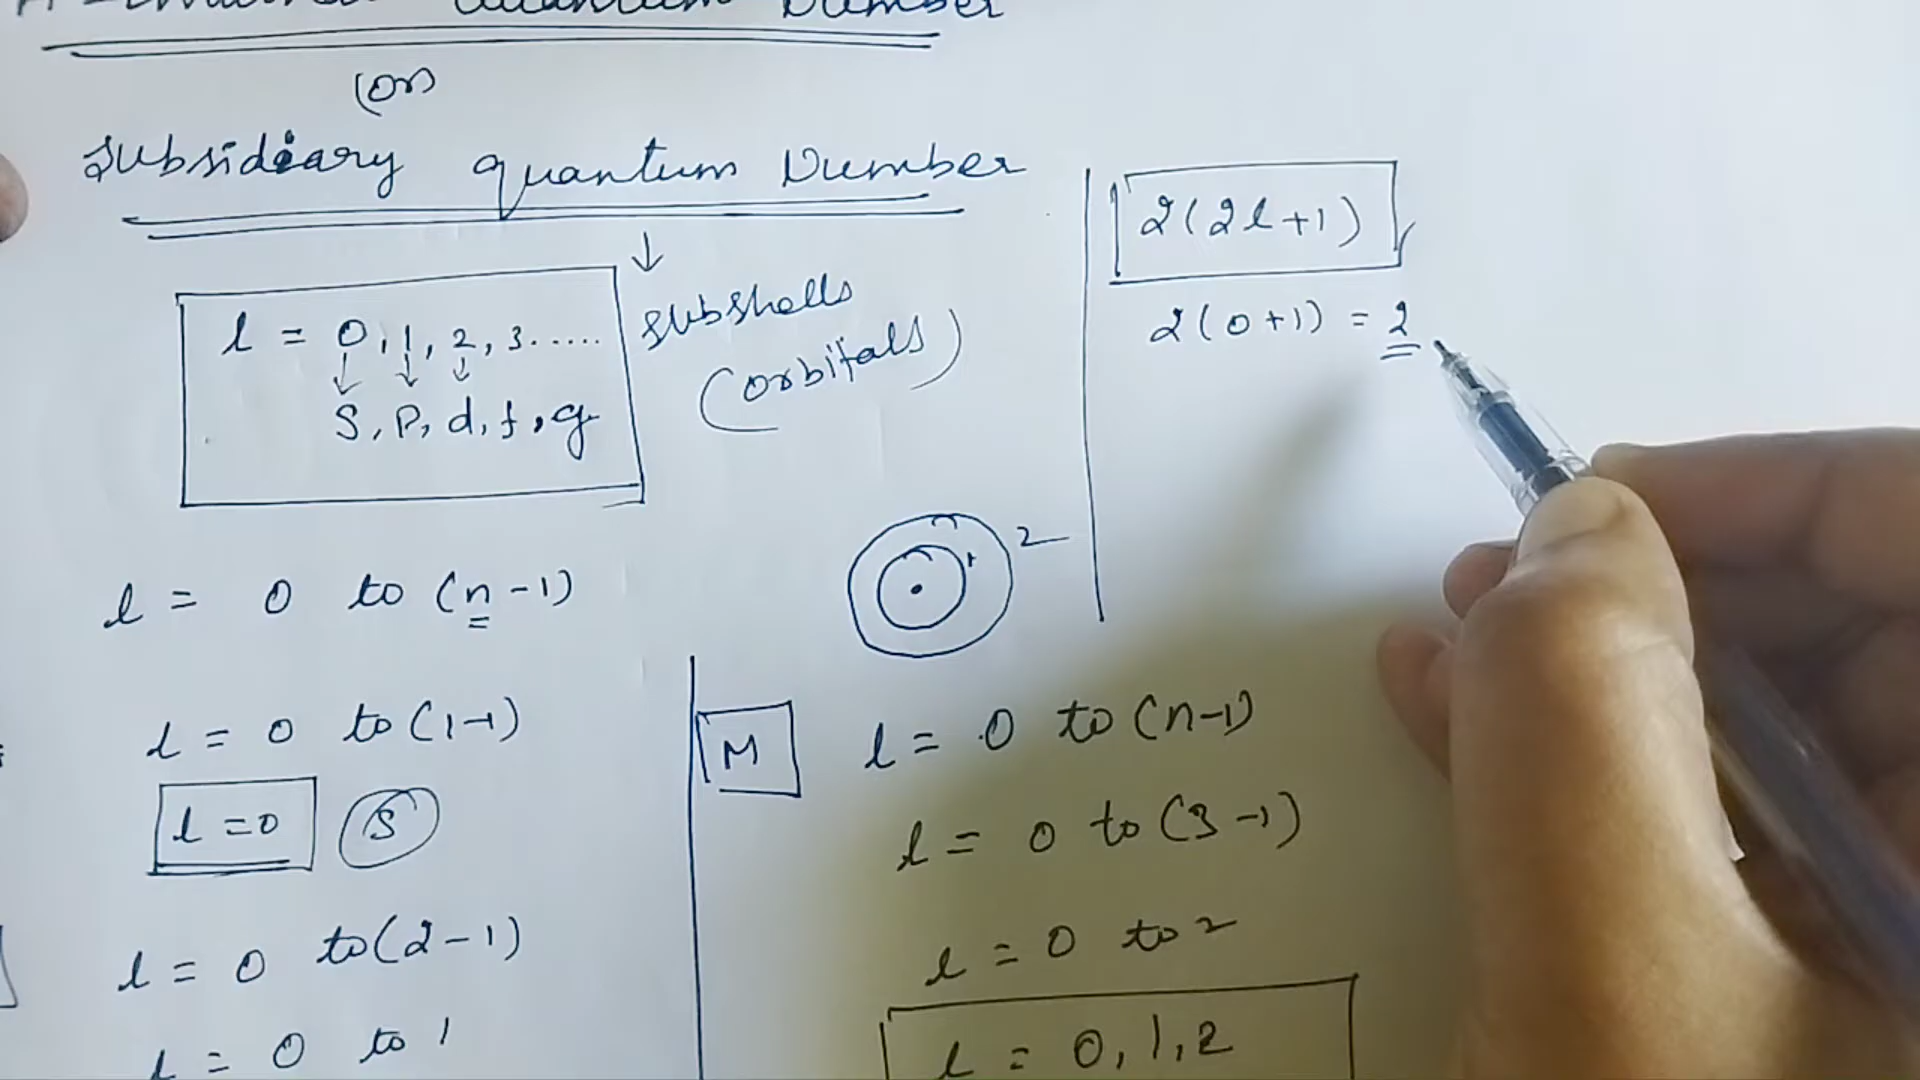 Quantum Number
(or)
Subsidiary quantum Number
l = 0, 1, 2, 3.....
S, P, d, f, g
subshells
(orbitals)
2(2l+1)
2(0+1) = 2
l = 0 to (n-1)
2
l = 0 to (1-1)
l=0 S
l = 0 to (2-1)
l = 0 to 1
M
l = 0 to (n-1)
l = 0 to (3-1)
l = 0 to 2
l = 0, 1, 2